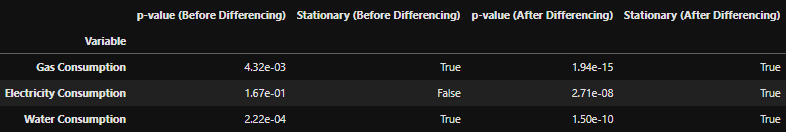 p-value (Before Differencing) Stationary (Before Differencing) p-value (After Differencing) Stationary (After Differencing)
Variable
Gas Consumption 4.32e-03 True 1.94e-15 True
Electricity Consumption 1.67e-01 False 2.71e-08 True
Water Consumption 2.22e-04 True 1.50e-10 True